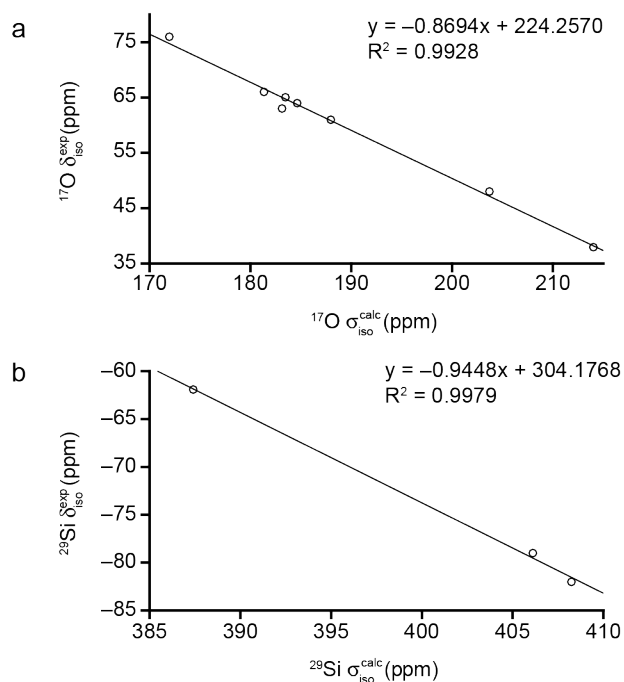 a
y = –0.8694x + 224.2570
R² = 0.9928
75
65
55
45
35
¹⁷O δ_iso^exp (ppm)
170 180 190 200 210
¹⁷O σ_iso^calc (ppm)
b
y = –0.9448x + 304.1768
R² = 0.9979
–60
–65
–70
–75
–80
–85
²⁹Si δ_iso^exp (ppm)
385 390 395 400 405 410
²⁹Si σ_iso^calc (ppm)